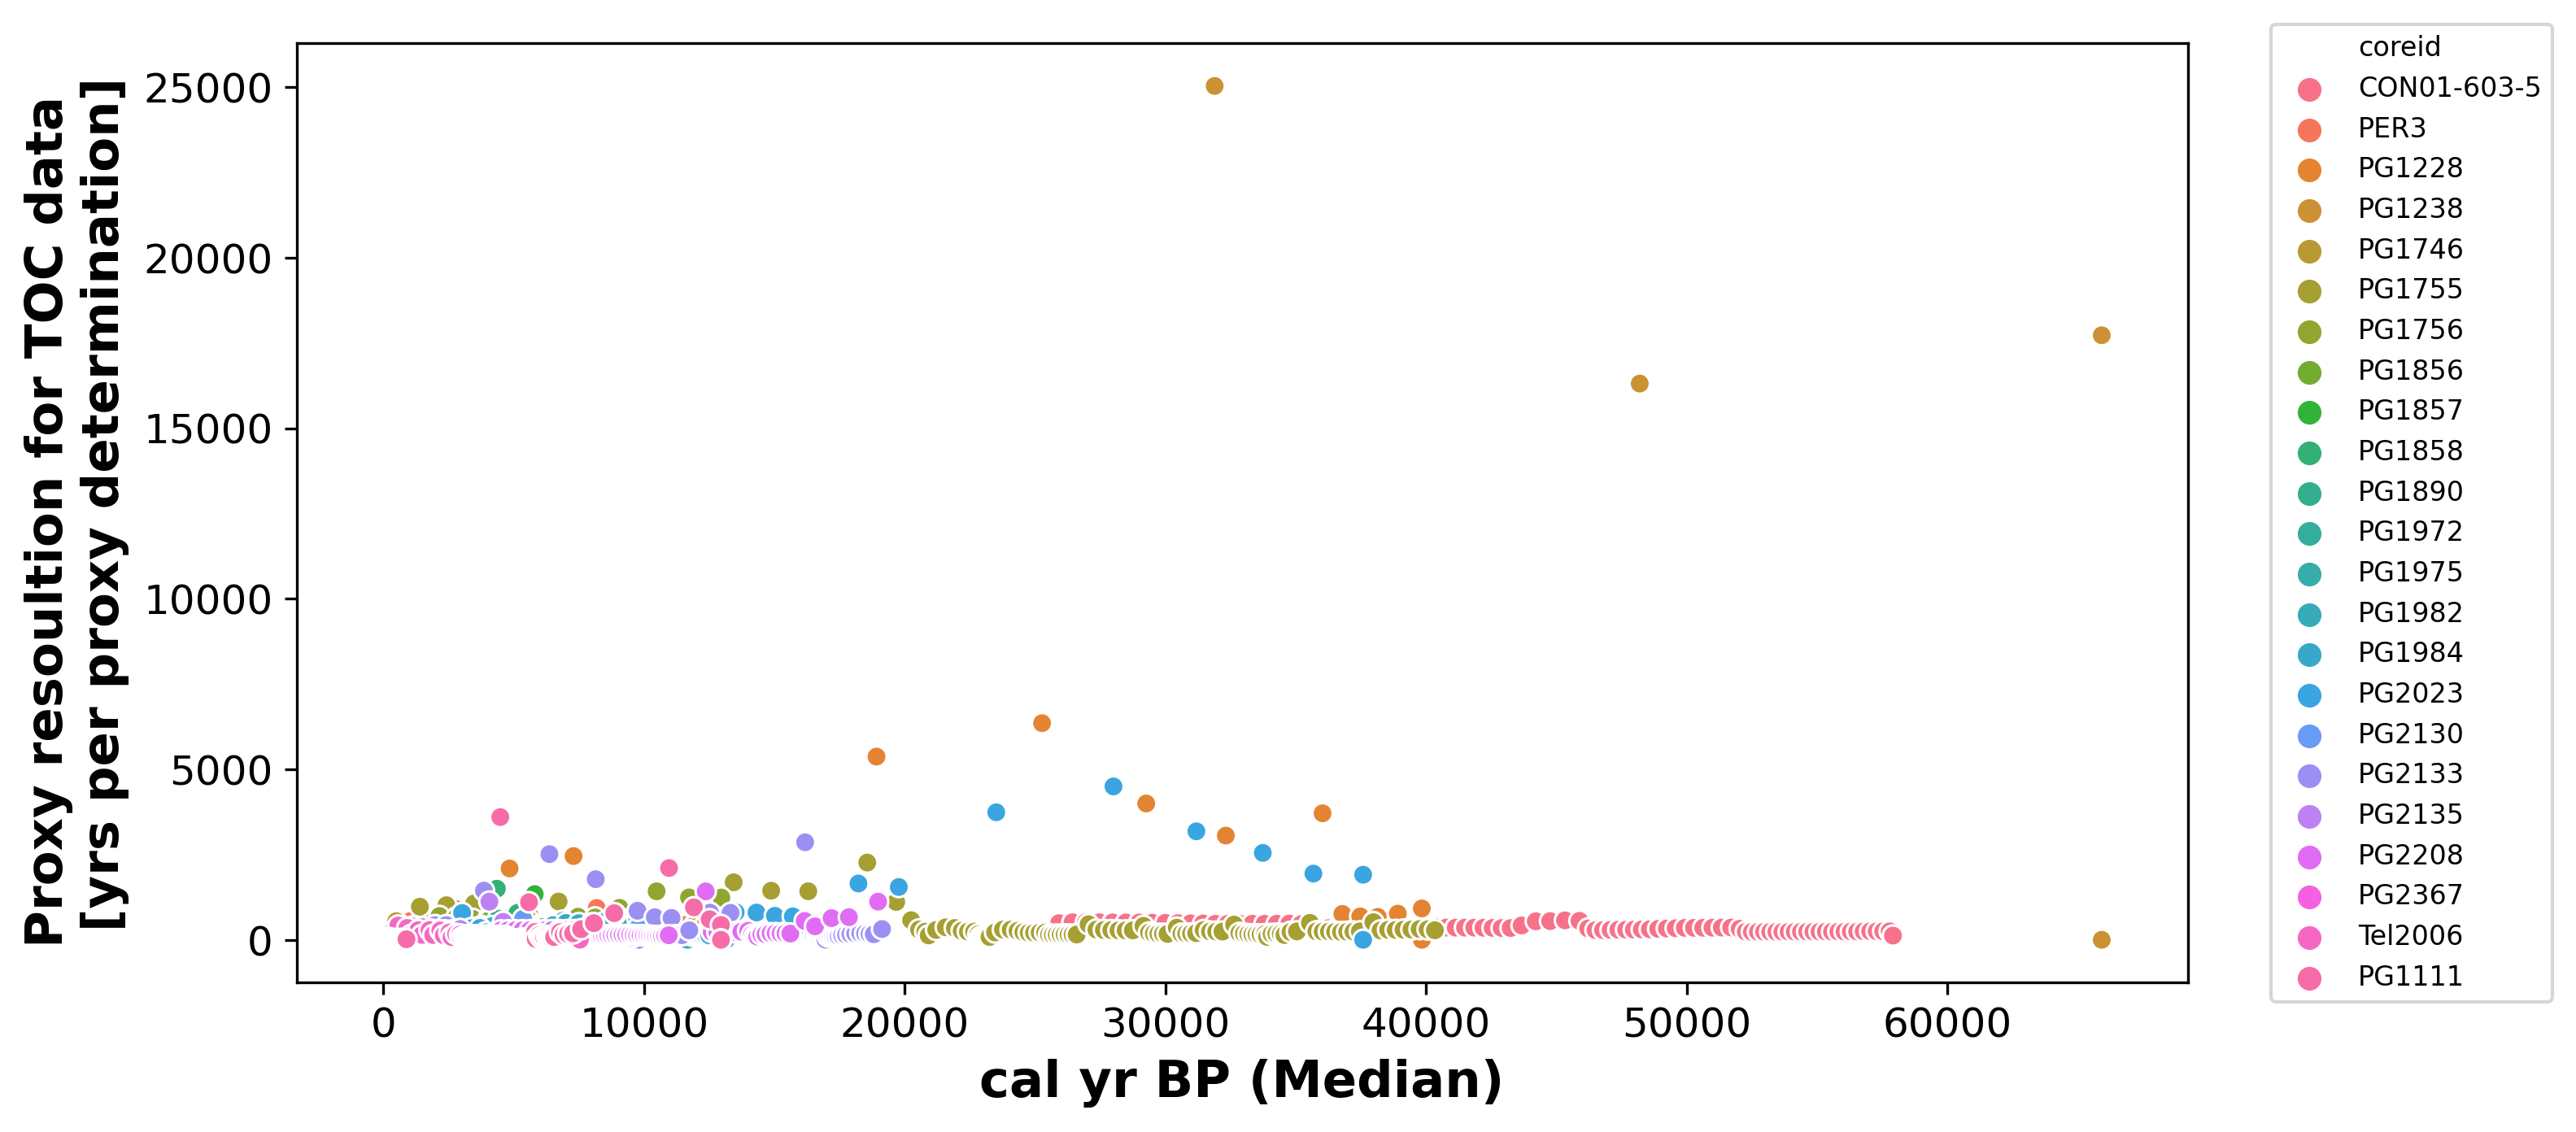 Proxy resoultion for TOC data
[yrs per proxy determination]
25000
20000
15000
10000
5000
0
0 10000 20000 30000 40000 50000 60000
cal yr BP (Median)
coreid
CON01-603-5
PER3
PG1228
PG1238
PG1746
PG1755
PG1756
PG1856
PG1857
PG1858
PG1890
PG1972
PG1975
PG1982
PG1984
PG2023
PG2130
PG2133
PG2135
PG2208
PG2367
Tel2006
PG1111